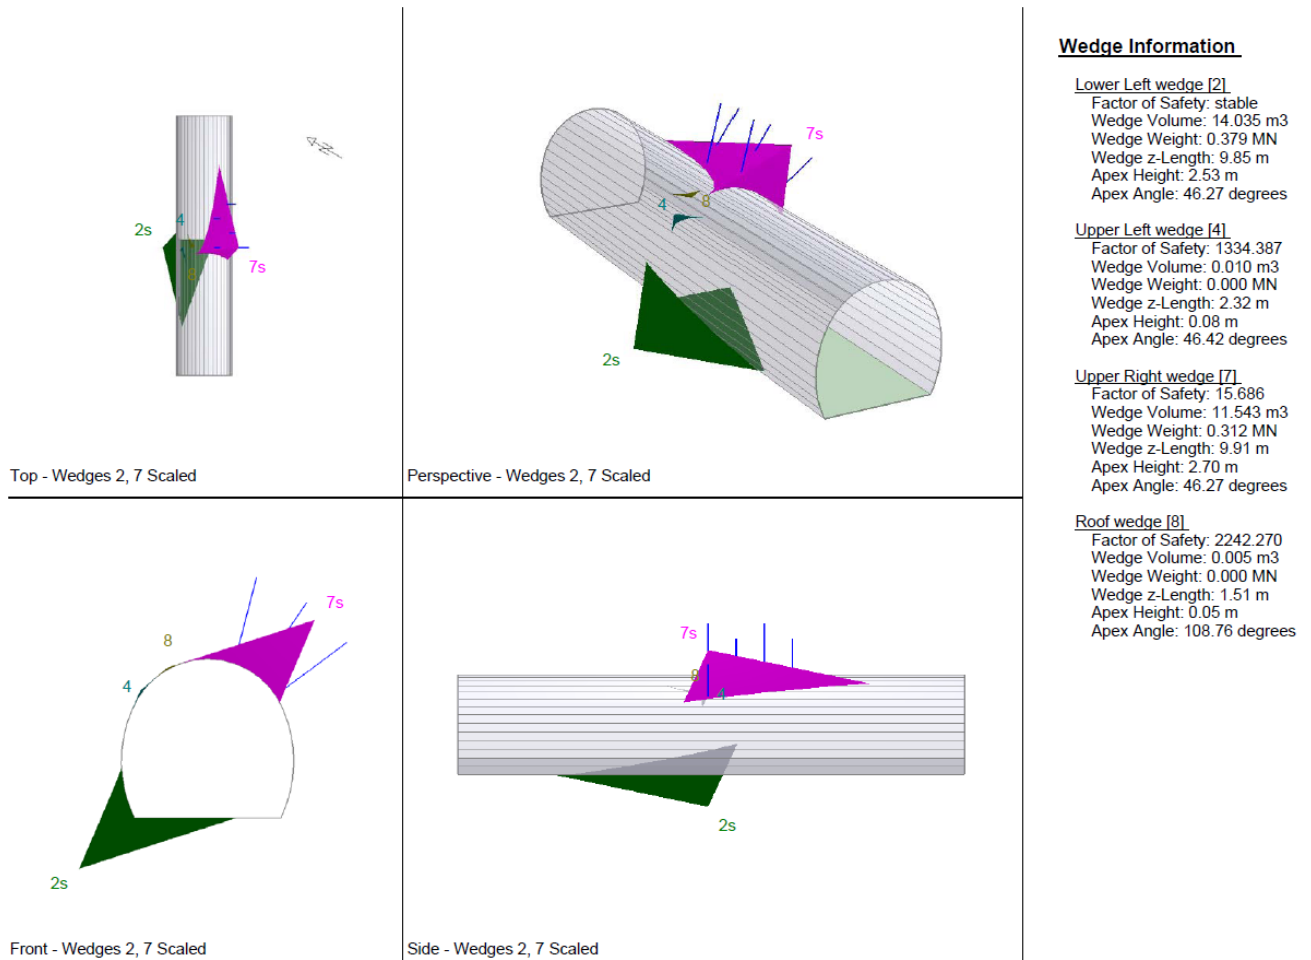 2s
4
8
7s
N
Top - Wedges 2, 7 Scaled
7s
4
8
2s
Perspective - Wedges 2, 7 Scaled
7s
8
4
2s
Front - Wedges 2, 7 Scaled
7s
8
4
2s
Side - Wedges 2, 7 Scaled
Wedge Information
Lower Left wedge [2]
Factor of Safety: stable
Wedge Volume: 14.035 m3
Wedge Weight: 0.379 MN
Wedge z-Length: 9.85 m
Apex Height: 2.53 m
Apex Angle: 46.27 degrees
Upper Left wedge [4]
Factor of Safety: 1334.387
Wedge Volume: 0.010 m3
Wedge Weight: 0.000 MN
Wedge z-Length: 2.32 m
Apex Height: 0.08 m
Apex Angle: 46.42 degrees
Upper Right wedge [7]
Factor of Safety: 15.686
Wedge Volume: 11.543 m3
Wedge Weight: 0.312 MN
Wedge z-Length: 9.91 m
Apex Height: 2.70 m
Apex Angle: 46.27 degrees
Roof wedge [8]
Factor of Safety: 2242.270
Wedge Volume: 0.005 m3
Wedge Weight: 0.000 MN
Wedge z-Length: 1.51 m
Apex Height: 0.05 m
Apex Angle: 108.76 degrees